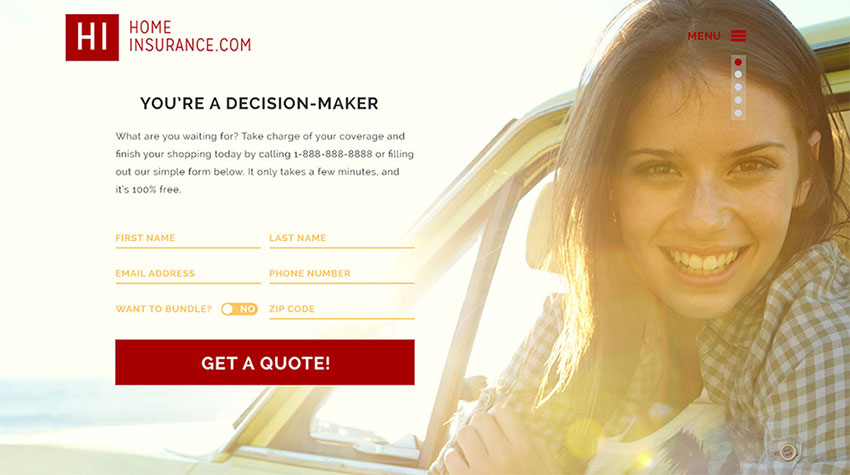 HI HOME
INSURANCE.COM
MENU
YOU'RE A DECISION-MAKER
What are you waiting for? Take charge of your coverage and
finish your shopping today by calling 1-888-888-8888 or filling
out our simple form below. It only takes a few minutes, and
it's 100% free.
FIRST NAME LAST NAME
EMAIL ADDRESS PHONE NUMBER
WANT TO BUNDLE? NO ZIP CODE
GET A QUOTE!